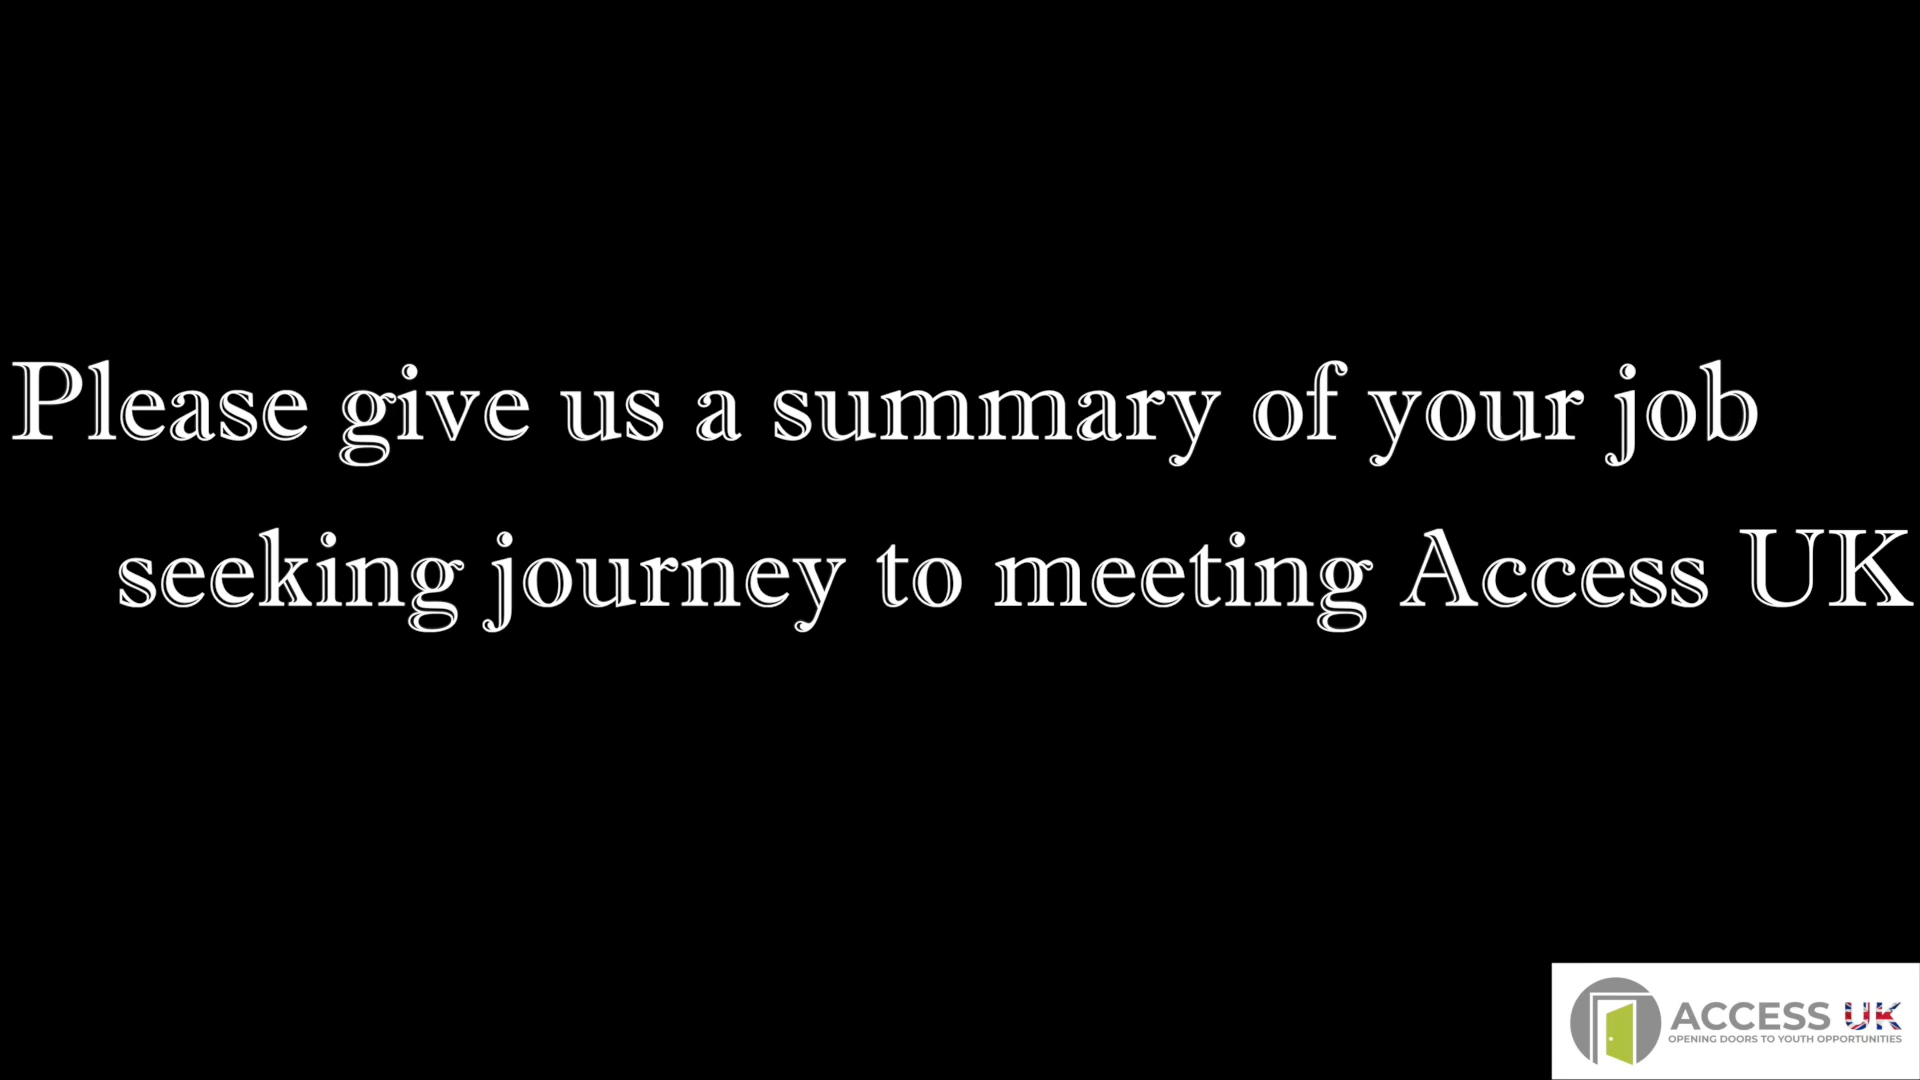 Please give us a summary of your job
seeking journey to meeting Access UK
ACCESS UK
OPENING DOORS TO YOUTH OPPORTUNITIES